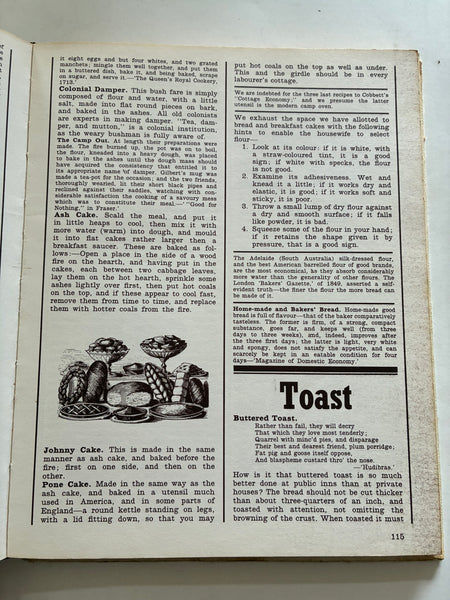 it eight eggs and but four whites, and two grated
manchets; mingle them well together, and put them
in a buttered dish, bake it, and being baked, scrape
on sugar, and serve it.—'The Queen's Royal Cookery,
1713.'
Colonial Damper. This bush fare is simply
composed of flour and water, with a little
salt, made into flat round pieces on bark,
and baked in the ashes. All old colonists
are experts in making damper. "Tea, dam-
per, and mutton," is a colonial institution,
as the weary bushman is fully aware of.
The Camp Out. At length their preparations were
made. The fire burned up, the pot was on to boil,
the flour, kneaded into a heavy dough, was placed
to bake in the ashes until the dough mass should
have acquired the consistency that entitled it to
its appropriate name of damper. Gilbert's mug was
made a tea-pot for the occasion; and the two friends,
thoroughly wearied, lit their short black pipes and
reclined against their saddles, watching with con-
siderable satisfaction the cooking of a savoury mess
which was to constitute their meal.—' 'Good for
Nothing,'' in Fraser.
Ash Cake. Scald the meal, and put it
in little heaps to cool, then mix it with
more water (warm) into dough, and mould
it into flat cakes rather larger then a
breakfast saucer. These are baked as fol-
lows:—Open a place in the side of a wood
fire on the hearth, and having put in the
cakes, each between two cabbage leaves,
lay them on the hot hearth, sprinkle some
ashes lightly over first, then put hot coals
on the top, and if these appear to cool fast,
remove them from time to time, and replace
them with hotter coals from the fire.
Johnny Cake. This is made in the same
manner as ash cake, and baked before the
fire; first on one side, and then on the
other.
Pone Cake. Made in the same way as the
ash cake, and baked in a utensil much
used in America, and in some parts of
England—a round kettle standing on legs,
with a lid fitting down, so that you may
put hot coals on the top as well as under.
This and the girdle should be in every
labourer's cottage.
We are indebted for the three last recipes to Cobbett's
"Cottage Economy;" and we presume the latter
utensil is the modern camp oven.
We exhaust the space we have allotted to
bread and breakfast cakes with the following
hints to enable the housewife to select
flour—
1. Look at its colour: if it is white, with
a straw-coloured tint, it is a good
sign; if white with specks, the flour
is not good.
2. Examine its adhesiveness. Wet and
knead it a little; if it works dry and
elastic, it is good; if it works soft and
sticky, it is poor.
3. Throw a small lump of dry flour against
a dry and smooth surface; if it falls
like powder, it is bad.
4. Squeeze some of the flour in your hand;
if it retains the shape given it by
pressure, that is a good sign.
The Adelaide (South Australia) silk-dressed flour,
and the best American barrelled flour of good brands,
are the most economical, as they absorb considerably
more water than the generality of other flours. The
London 'Bakers' Gazette,' of 1849, asserted a self-
evident truth—the finer the flour the more bread can
be made of it.
Home-made and Bakers' Bread. Home-made good
bread is full of flavour—that of the baker comparatively
tasteless. The former is firm, of a strong, compact
substance, goes far, and keeps well (from three
days to three weeks), and, indeed, improves after
the three first days; the latter is light, very white
and spongy, does not satisfy the appetite, and can
scarcely be kept in an eatable condition for four
days—'Magazine of Domestic Economy.'
Toast
Buttered Toast.
Rather than fail, they will decry
That which they love most tenderly;
Quarrel with minc'd pies, and disparage
Their best and dearest friend, plum porridge;
Fat pig and goose itself oppose,
And blaspheme custard thro' the nose.
—'Hudibras.'
How is it that buttered toast is so much
better done at public inns than at private
houses? The bread should not be cut thicker
than about three-quarters of an inch, and
toasted with attention, not omitting the
browning of the crust. When toasted it must
115